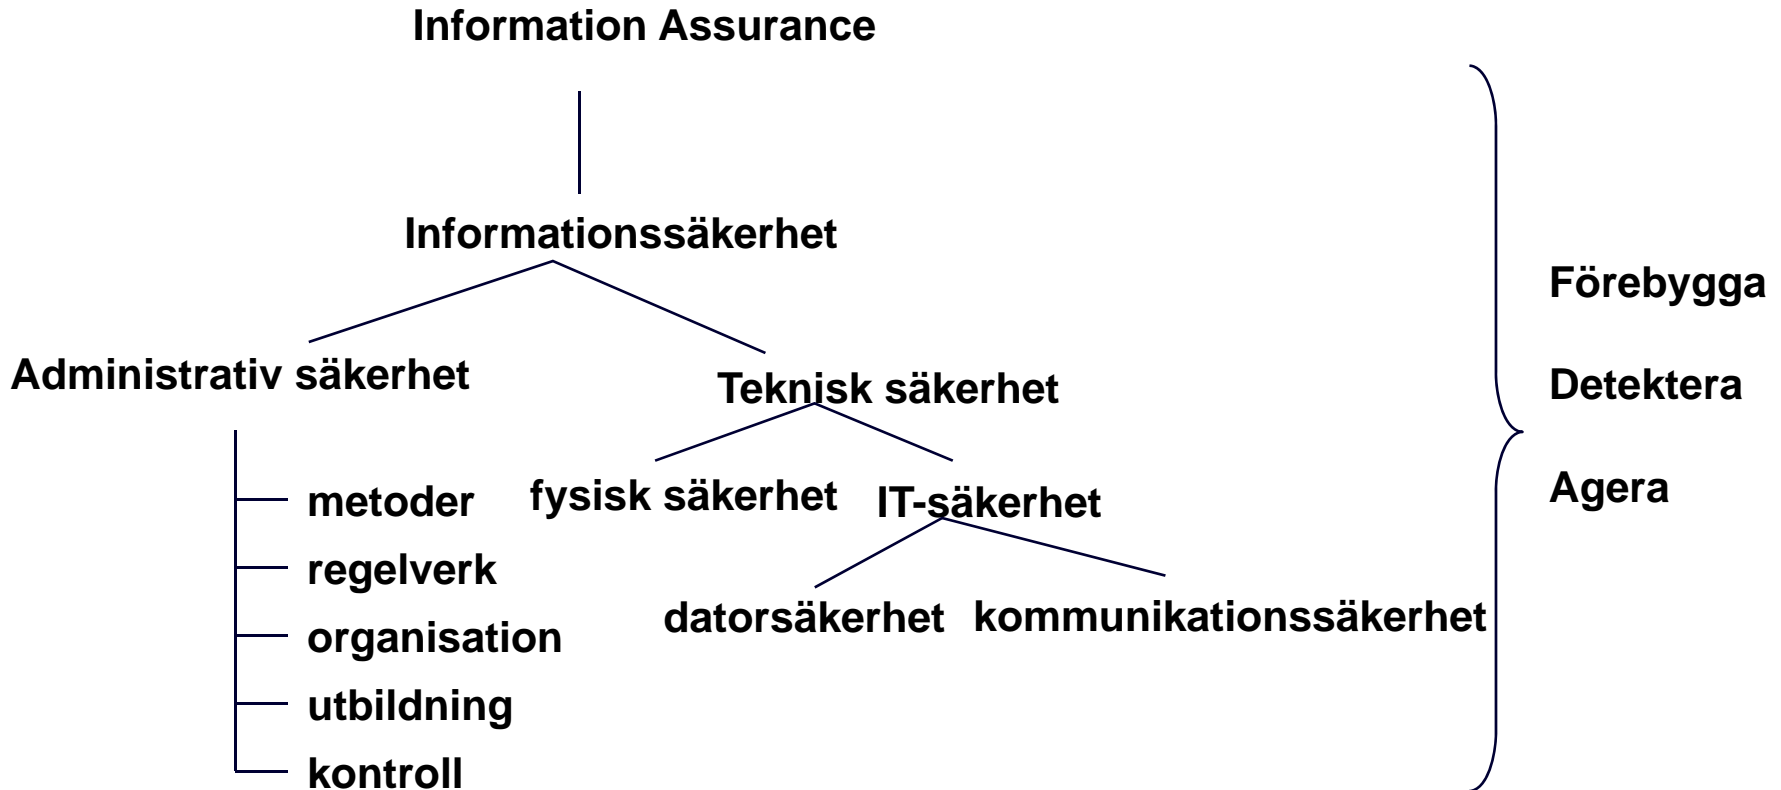 Information Assurance
Informationssäkerhet
Administrativ säkerhet
Teknisk säkerhet
metoder
regelverk
organisation
utbildning
kontroll
fysisk säkerhet
IT-säkerhet
datorsäkerhet
kommunikationssäkerhet
Förebygga
Detektera
Agera